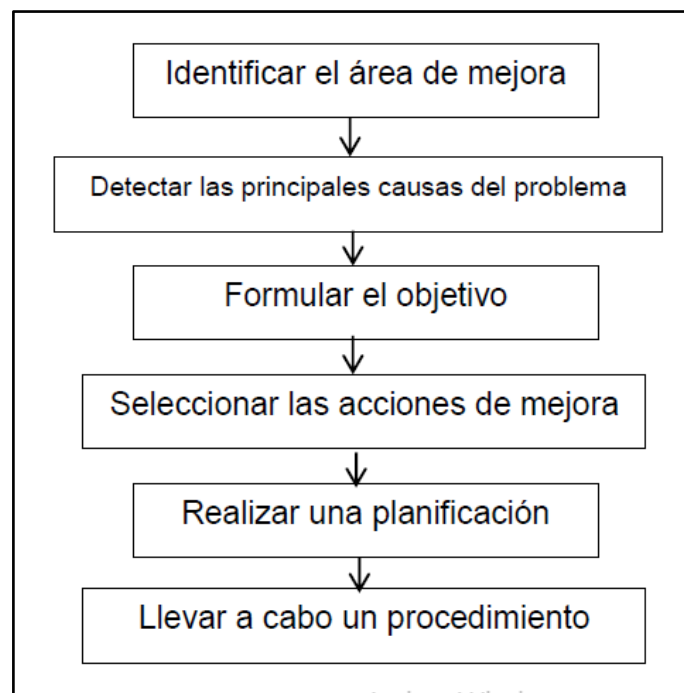 Identificar el área de mejora
Detectar las principales causas del problema
Formular el objetivo
Seleccionar las acciones de mejora
Realizar una planificación
Llevar a cabo un procedimiento